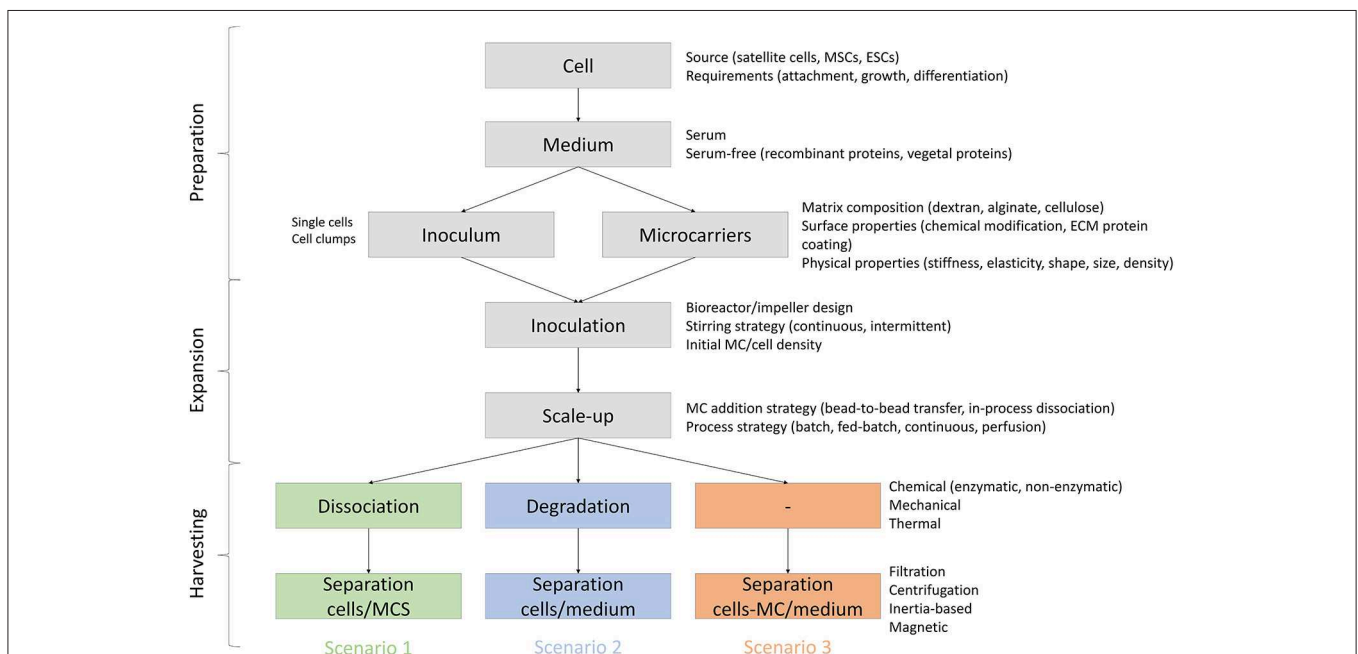 Preparation
Cell
Source (satellite cells, MSCs, ESCs)
Requirements (attachment, growth, differentiation)
Medium
Serum
Serum-free (recombinant proteins, vegetal proteins)
Single cells
Cell clumps
Inoculum
Microcarriers
Matrix composition (dextran, alginate, cellulose)
Surface properties (chemical modification, ECM protein
coating)
Physical properties (stiffness, elasticity, shape, size, density)
Expansion
Inoculation
Bioreactor/impeller design
Stirring strategy (continuous, intermittent)
Initial MC/cell density
Scale-up
MC addition strategy (bead-to-bead transfer, in-process dissociation)
Process strategy (batch, fed-batch, continuous, perfusion)
Harvesting
Dissociation
Degradation
-
Chemical (enzymatic, non-enzymatic)
Mechanical
Thermal
Separation
cells/MCS
Separation
cells/medium
Separation
cells-MC/medium
Filtration
Centrifugation
Inertia-based
Magnetic
Scenario 1
Scenario 2
Scenario 3